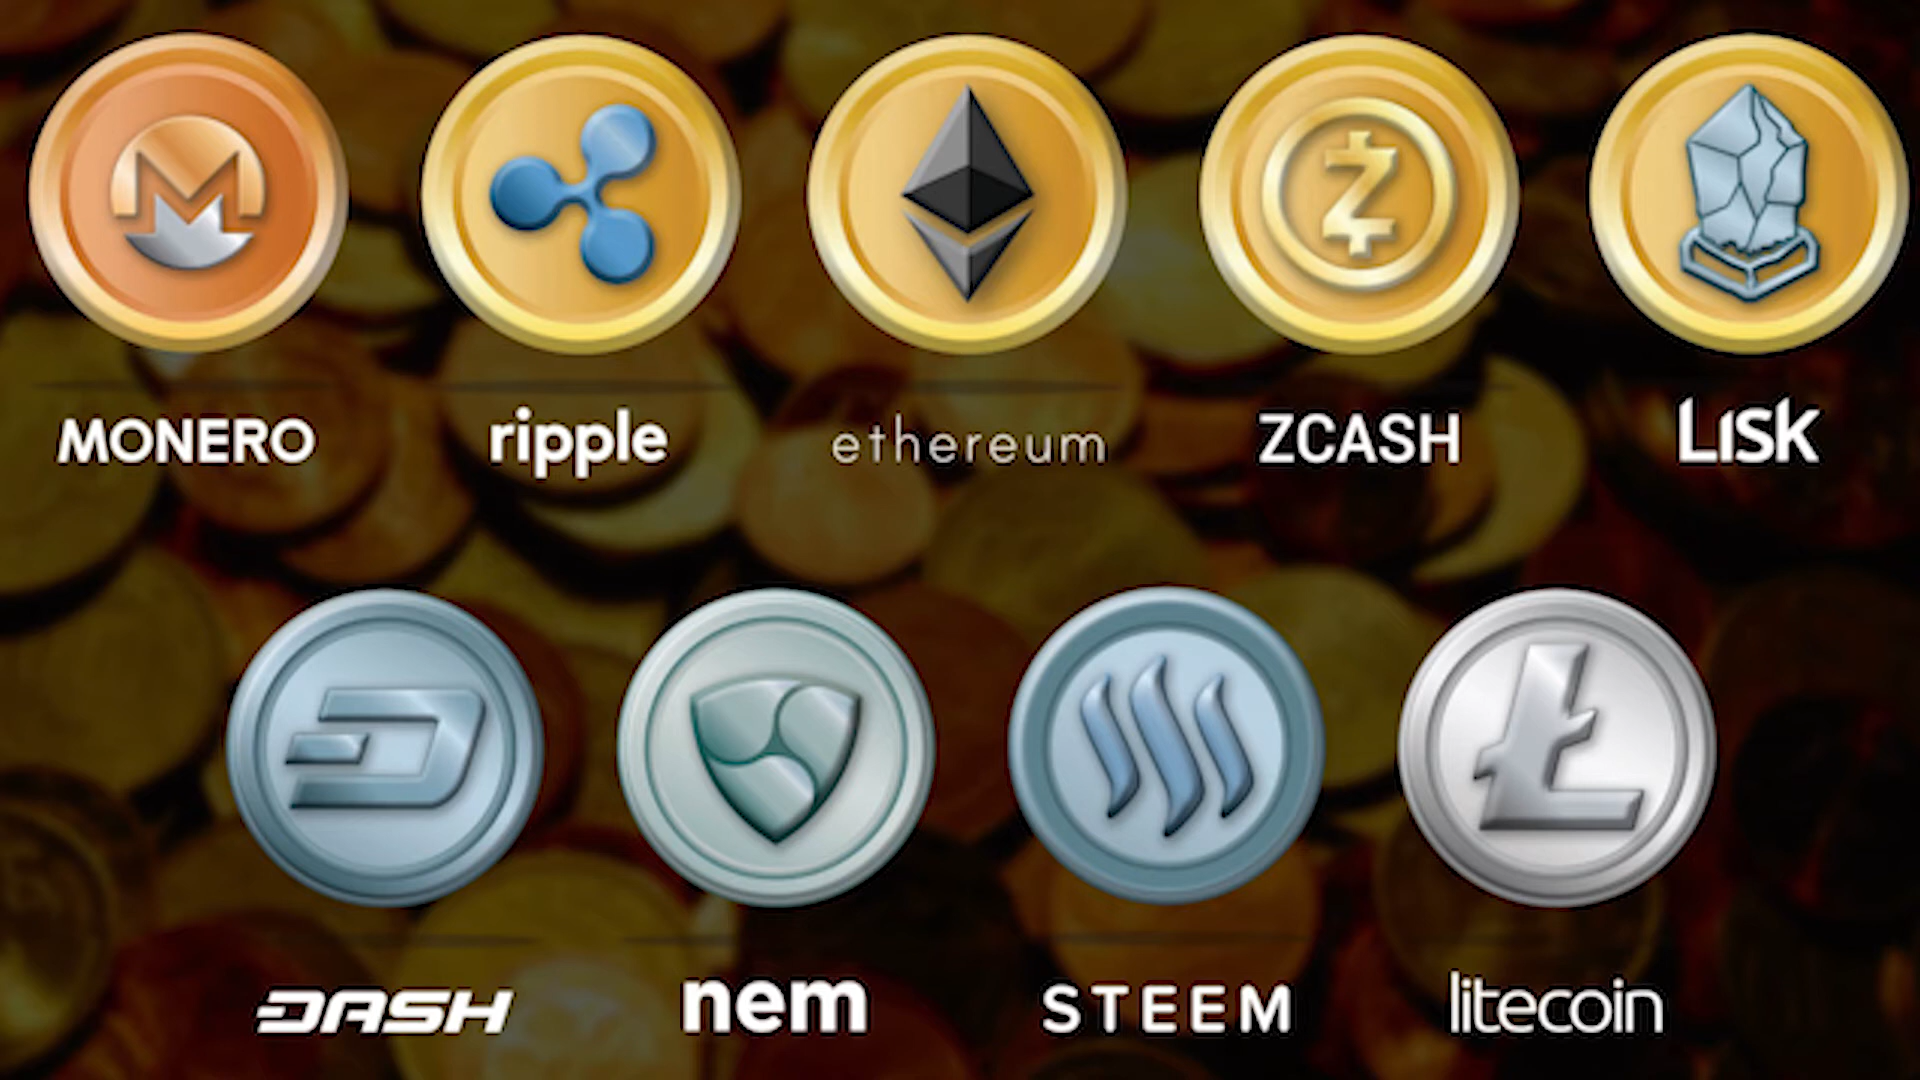 MONERO
ripple
ethereum
ZCASH
LISK
DASH
nem
STEEM
litecoin